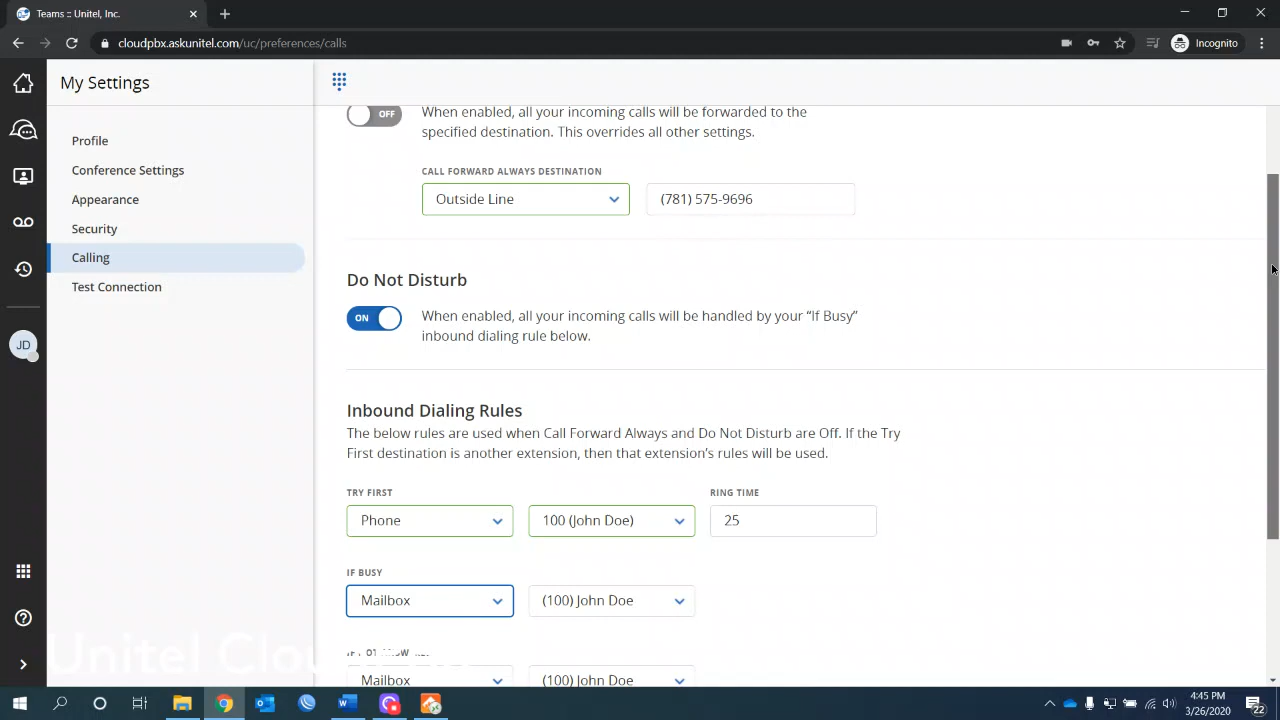 Teams :: Unitel, Inc.
cloudpbx.askunitel.com/uc/preferences/calls
Incognito
My Settings
Profile
Conference Settings
Appearance
Security
Calling
Test Connection
JD
OFF
When enabled, all your incoming calls will be forwarded to the
specified destination. This overrides all other settings.
CALL FORWARD ALWAYS DESTINATION
Outside Line
(781) 575-9696
Do Not Disturb
ON
When enabled, all your incoming calls will be handled by your “If Busy”
inbound dialing rule below.
Inbound Dialing Rules
The below rules are used when Call Forward Always and Do Not Disturb are Off. If the Try
First destination is another extension, then that extension's rules will be used.
TRY FIRST
RING TIME
Phone
100 (John Doe)
25
IF BUSY
Mailbox
(100) John Doe
Mailbox
(100) John Doe
Unitel
4:45 PM
3/26/2020
22